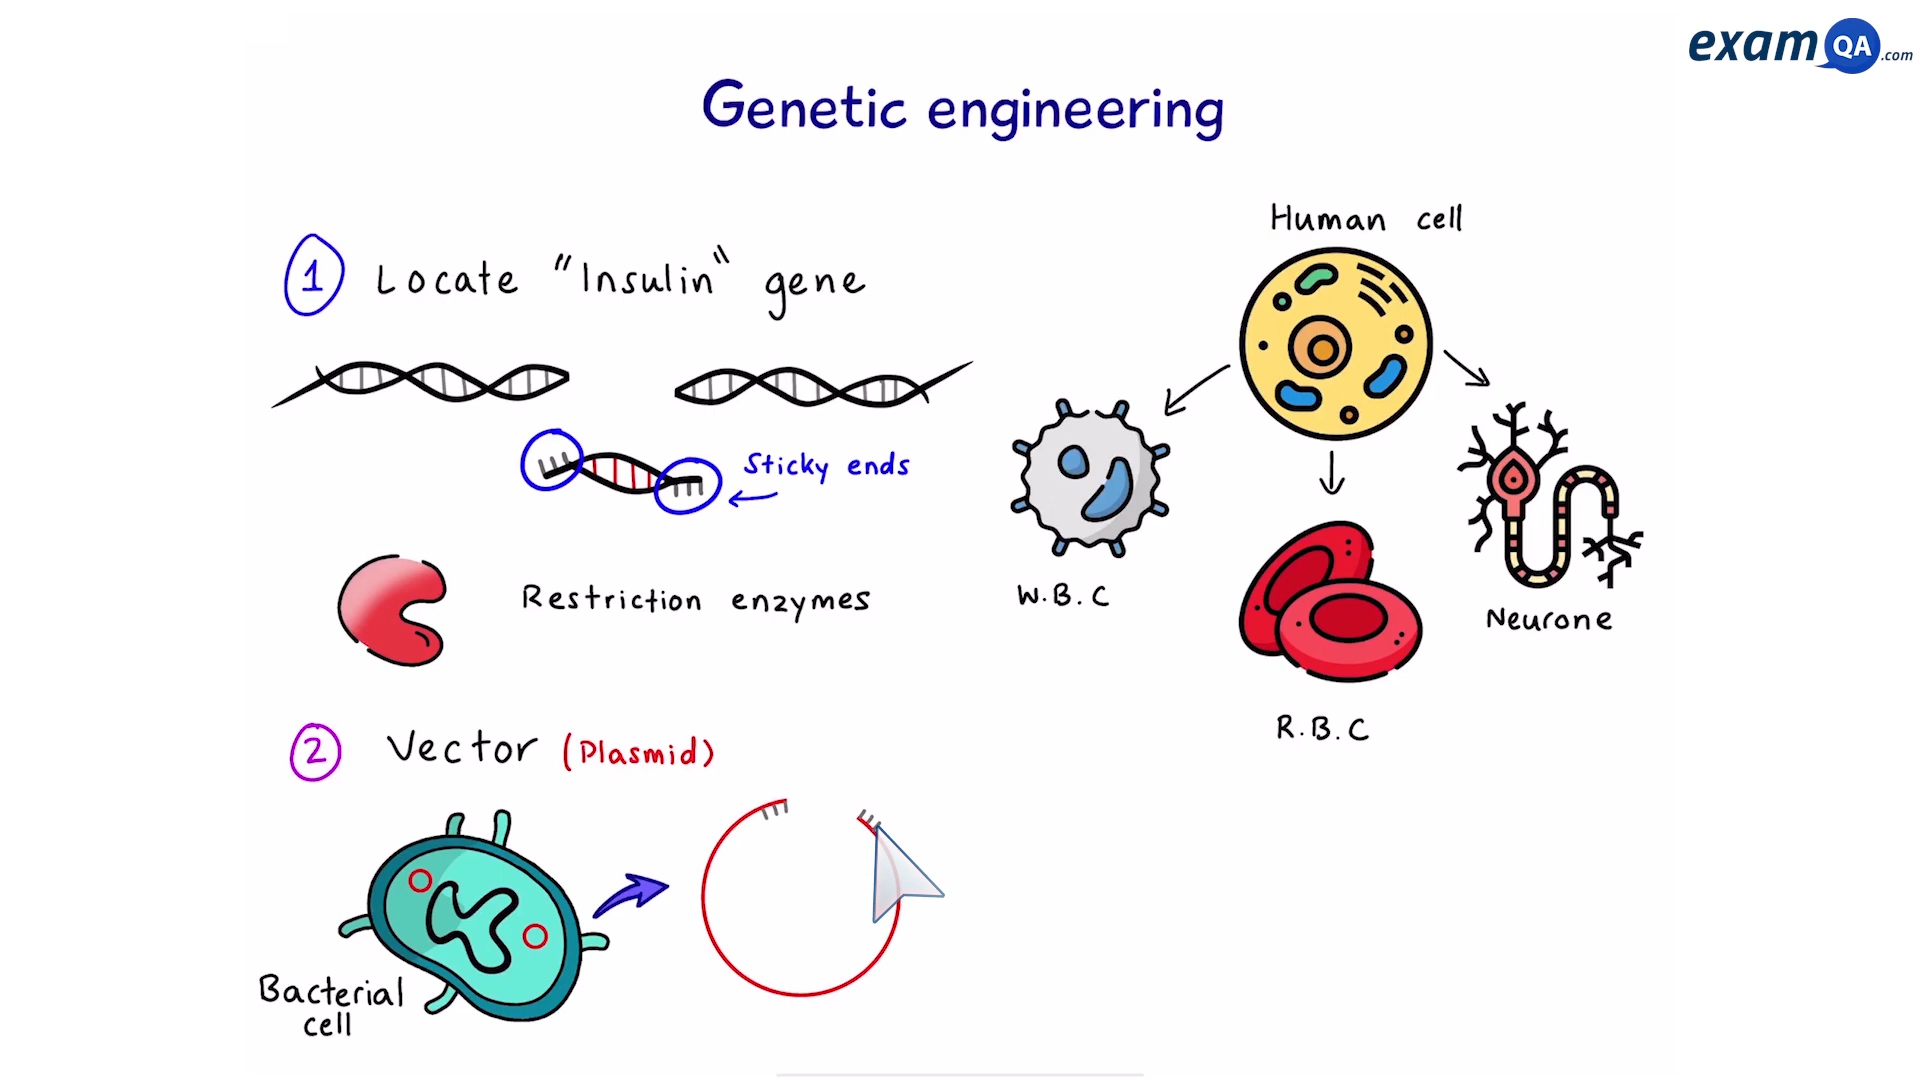 examQA.com
Genetic engineering
Human cell
1 Locate "Insulin" gene
Sticky ends
Restriction enzymes
W.B.C
Neurone
R.B.C
2 Vector (Plasmid)
Bacterial
cell